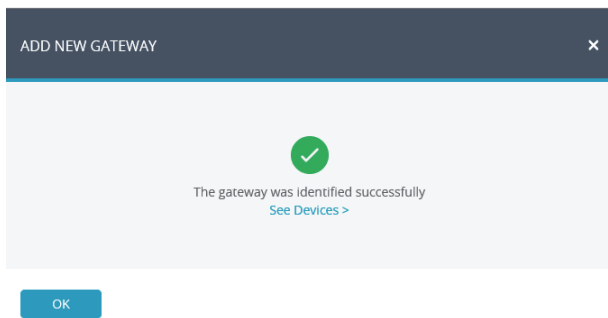 ADD NEW GATEWAY
The gateway was identified successfully
See Devices >
OK